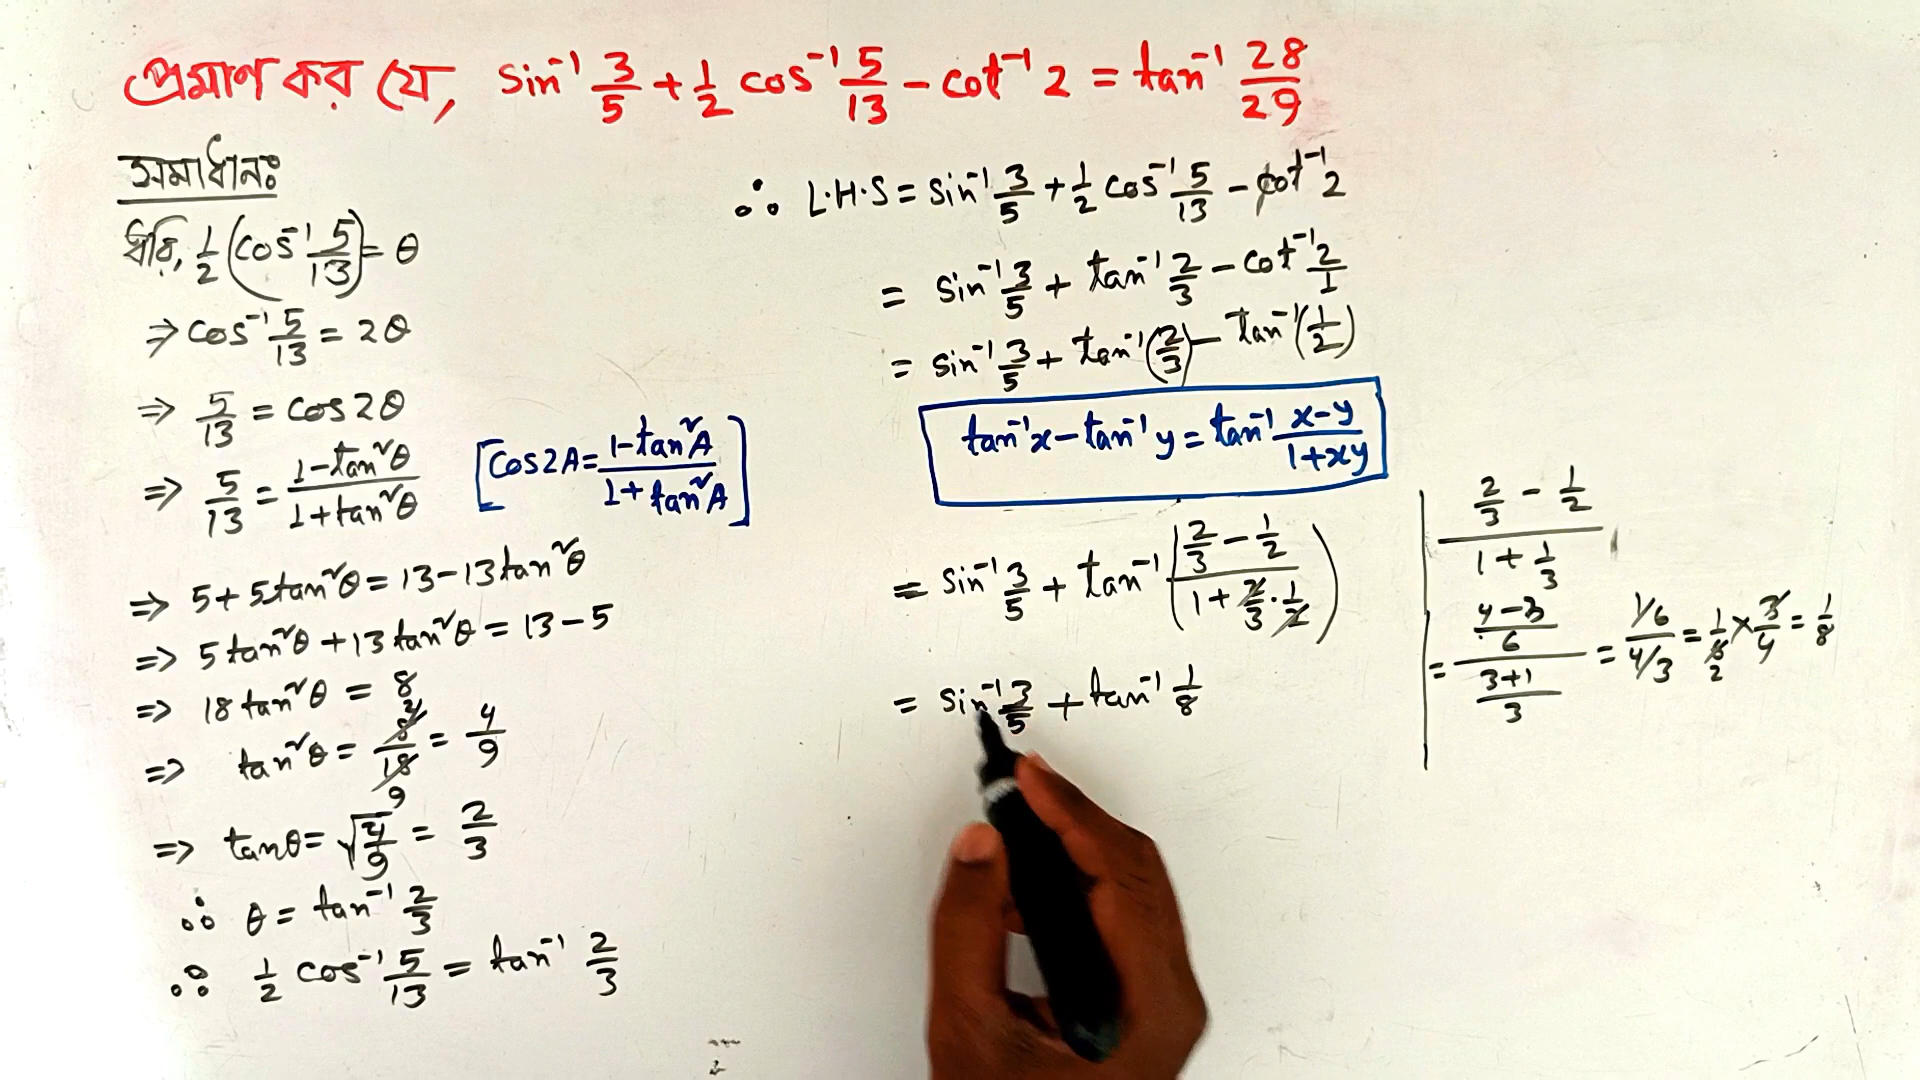 প্রমাণ কর যে, sin⁻¹ 3/5 + 1/2 cos⁻¹ 5/13 - cot⁻¹ 2 = tan⁻¹ 28/29
সমাধানঃ
ধরি, 1/2 (cos⁻¹ 5/13) = θ
⇒ cos⁻¹ 5/13 = 2θ
⇒ 5/13 = cos2θ
⇒ 5/13 = (1-tan²θ)/(1+tan²θ) [cos2A = (1-tan²A)/(1+tan²A)]
⇒ 5+5tan²θ = 13-13tan²θ
⇒ 5tan²θ + 13tan²θ = 13-5
⇒ 18tan²θ = 8
⇒ tan²θ = 8/18 = 4/9
4
9
⇒ tanθ = √(4/9) = 2/3
∴ θ = tan⁻¹ 2/3
∴ 1/2 cos⁻¹ 5/13 = tan⁻¹ 2/3
∴ L.H.S = sin⁻¹ 3/5 + 1/2 cos⁻¹ 5/13 - cot⁻¹ 2
= sin⁻¹ 3/5 + tan⁻¹ 2/3 - cot⁻¹ 2/1
= sin⁻¹ 3/5 + tan⁻¹(2/3) - tan⁻¹(1/2)
tan⁻¹x - tan⁻¹y = tan⁻¹ (x-y)/(1+xy)
= sin⁻¹ 3/5 + tan⁻¹((2/3 - 1/2)/(1 + 2/3 · 1/2))
= sin⁻¹ 3/5 + tan⁻¹ 1/8
(2/3 - 1/2)/(1 + 1/3)
= ((4-3)/6)/((3+1)/3) = (1/6)/(4/3) = 1/6 × 3/4 = 1/8
2